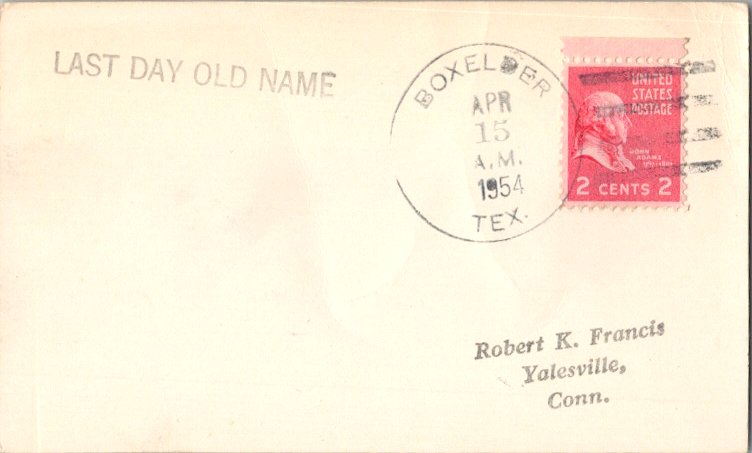 LAST DAY OLD NAME
BOXELDER
APR
15
A.M.
1954
TEX.
UNITED
STATES
POSTAGE
JOHN
ADAMS
2 CENTS 2
Robert K. Francis
Yalesville,
Conn.